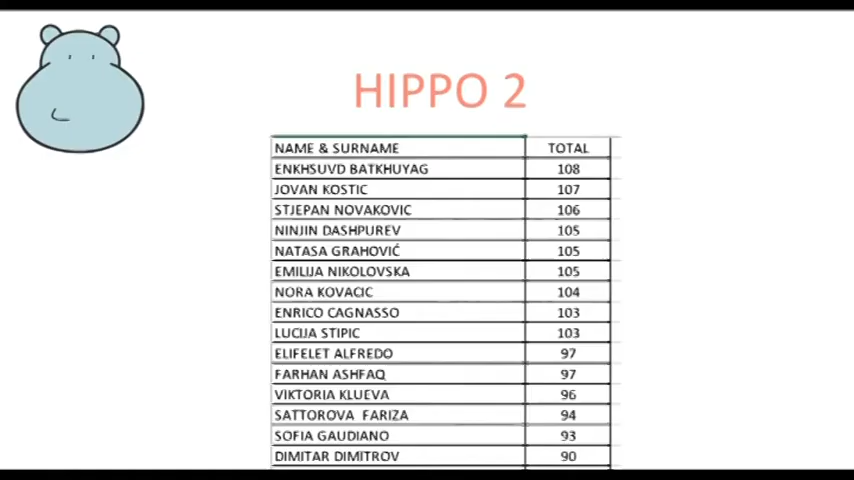 HIPPO 2
NAME & SURNAME TOTAL
ENKHSUVD BATKHUYAG 108
JOVAN KOSTIC 107
STJEPAN NOVAKOVIC 106
NINJIN DASHPUREV 105
NATASA GRAHOVIĆ 105
EMILIJA NIKOLOVSKA 105
NORA KOVACIC 104
ENRICO CAGNASSO 103
LUCIJA STIPIC 103
ELIFELET ALFREDO 97
FARHAN ASHFAQ 97
VIKTORIA KLUEVA 96
SATTOROVA FARIZA 94
SOFIA GAUDIANO 93
DIMITAR DIMITROV 90